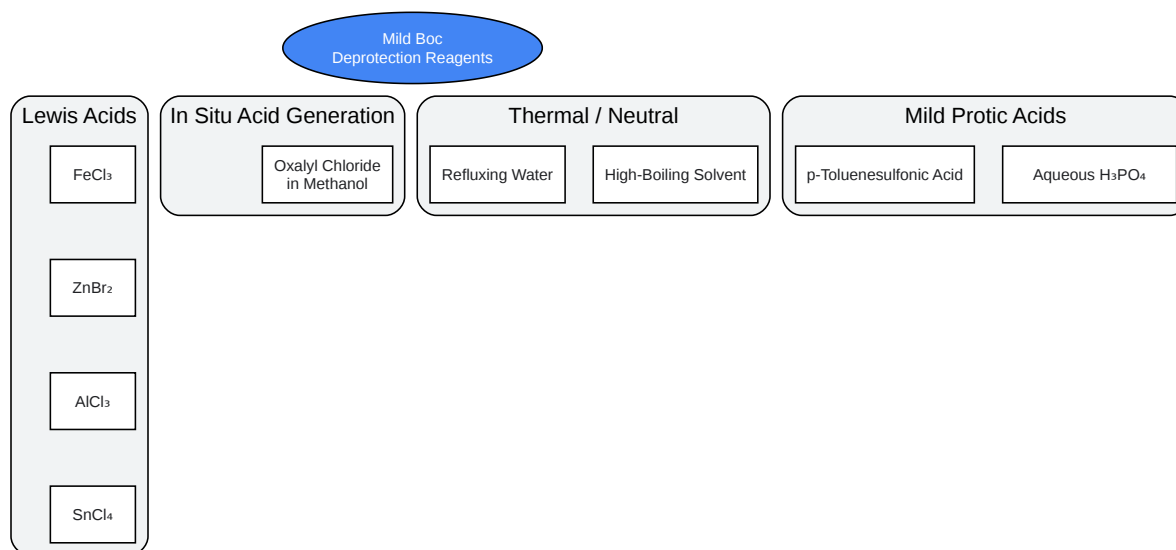 Mild Boc
Deprotection Reagents
Lewis Acids
In Situ Acid Generation
Thermal / Neutral
Mild Protic Acids
FeCl₃
Oxalyl Chloride
in Methanol
Refluxing Water
High-Boiling Solvent
p-Toluenesulfonic Acid
Aqueous H₃PO₄
ZnBr₂
AlCl₃
SnCl₄